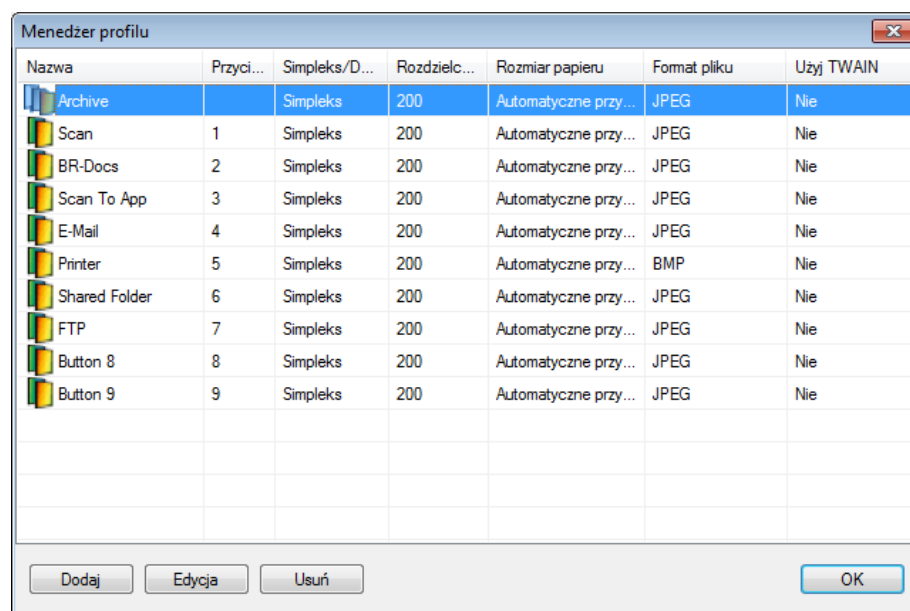 Menedżer profilu
Nazwa Przyci... Simpleks/D... Rozdzielc... Rozmiar papieru Format pliku Użyj TWAIN
Archive Simpleks 200 Automatyczne przy... JPEG Nie
Scan 1 Simpleks 200 Automatyczne przy... JPEG Nie
BR-Docs 2 Simpleks 200 Automatyczne przy... JPEG Nie
Scan To App 3 Simpleks 200 Automatyczne przy... JPEG Nie
E-Mail 4 Simpleks 200 Automatyczne przy... JPEG Nie
Printer 5 Simpleks 200 Automatyczne przy... BMP Nie
Shared Folder 6 Simpleks 200 Automatyczne przy... JPEG Nie
FTP 7 Simpleks 200 Automatyczne przy... JPEG Nie
Button 8 8 Simpleks 200 Automatyczne przy... JPEG Nie
Button 9 9 Simpleks 200 Automatyczne przy... JPEG Nie
Dodaj Edycja Usuń OK